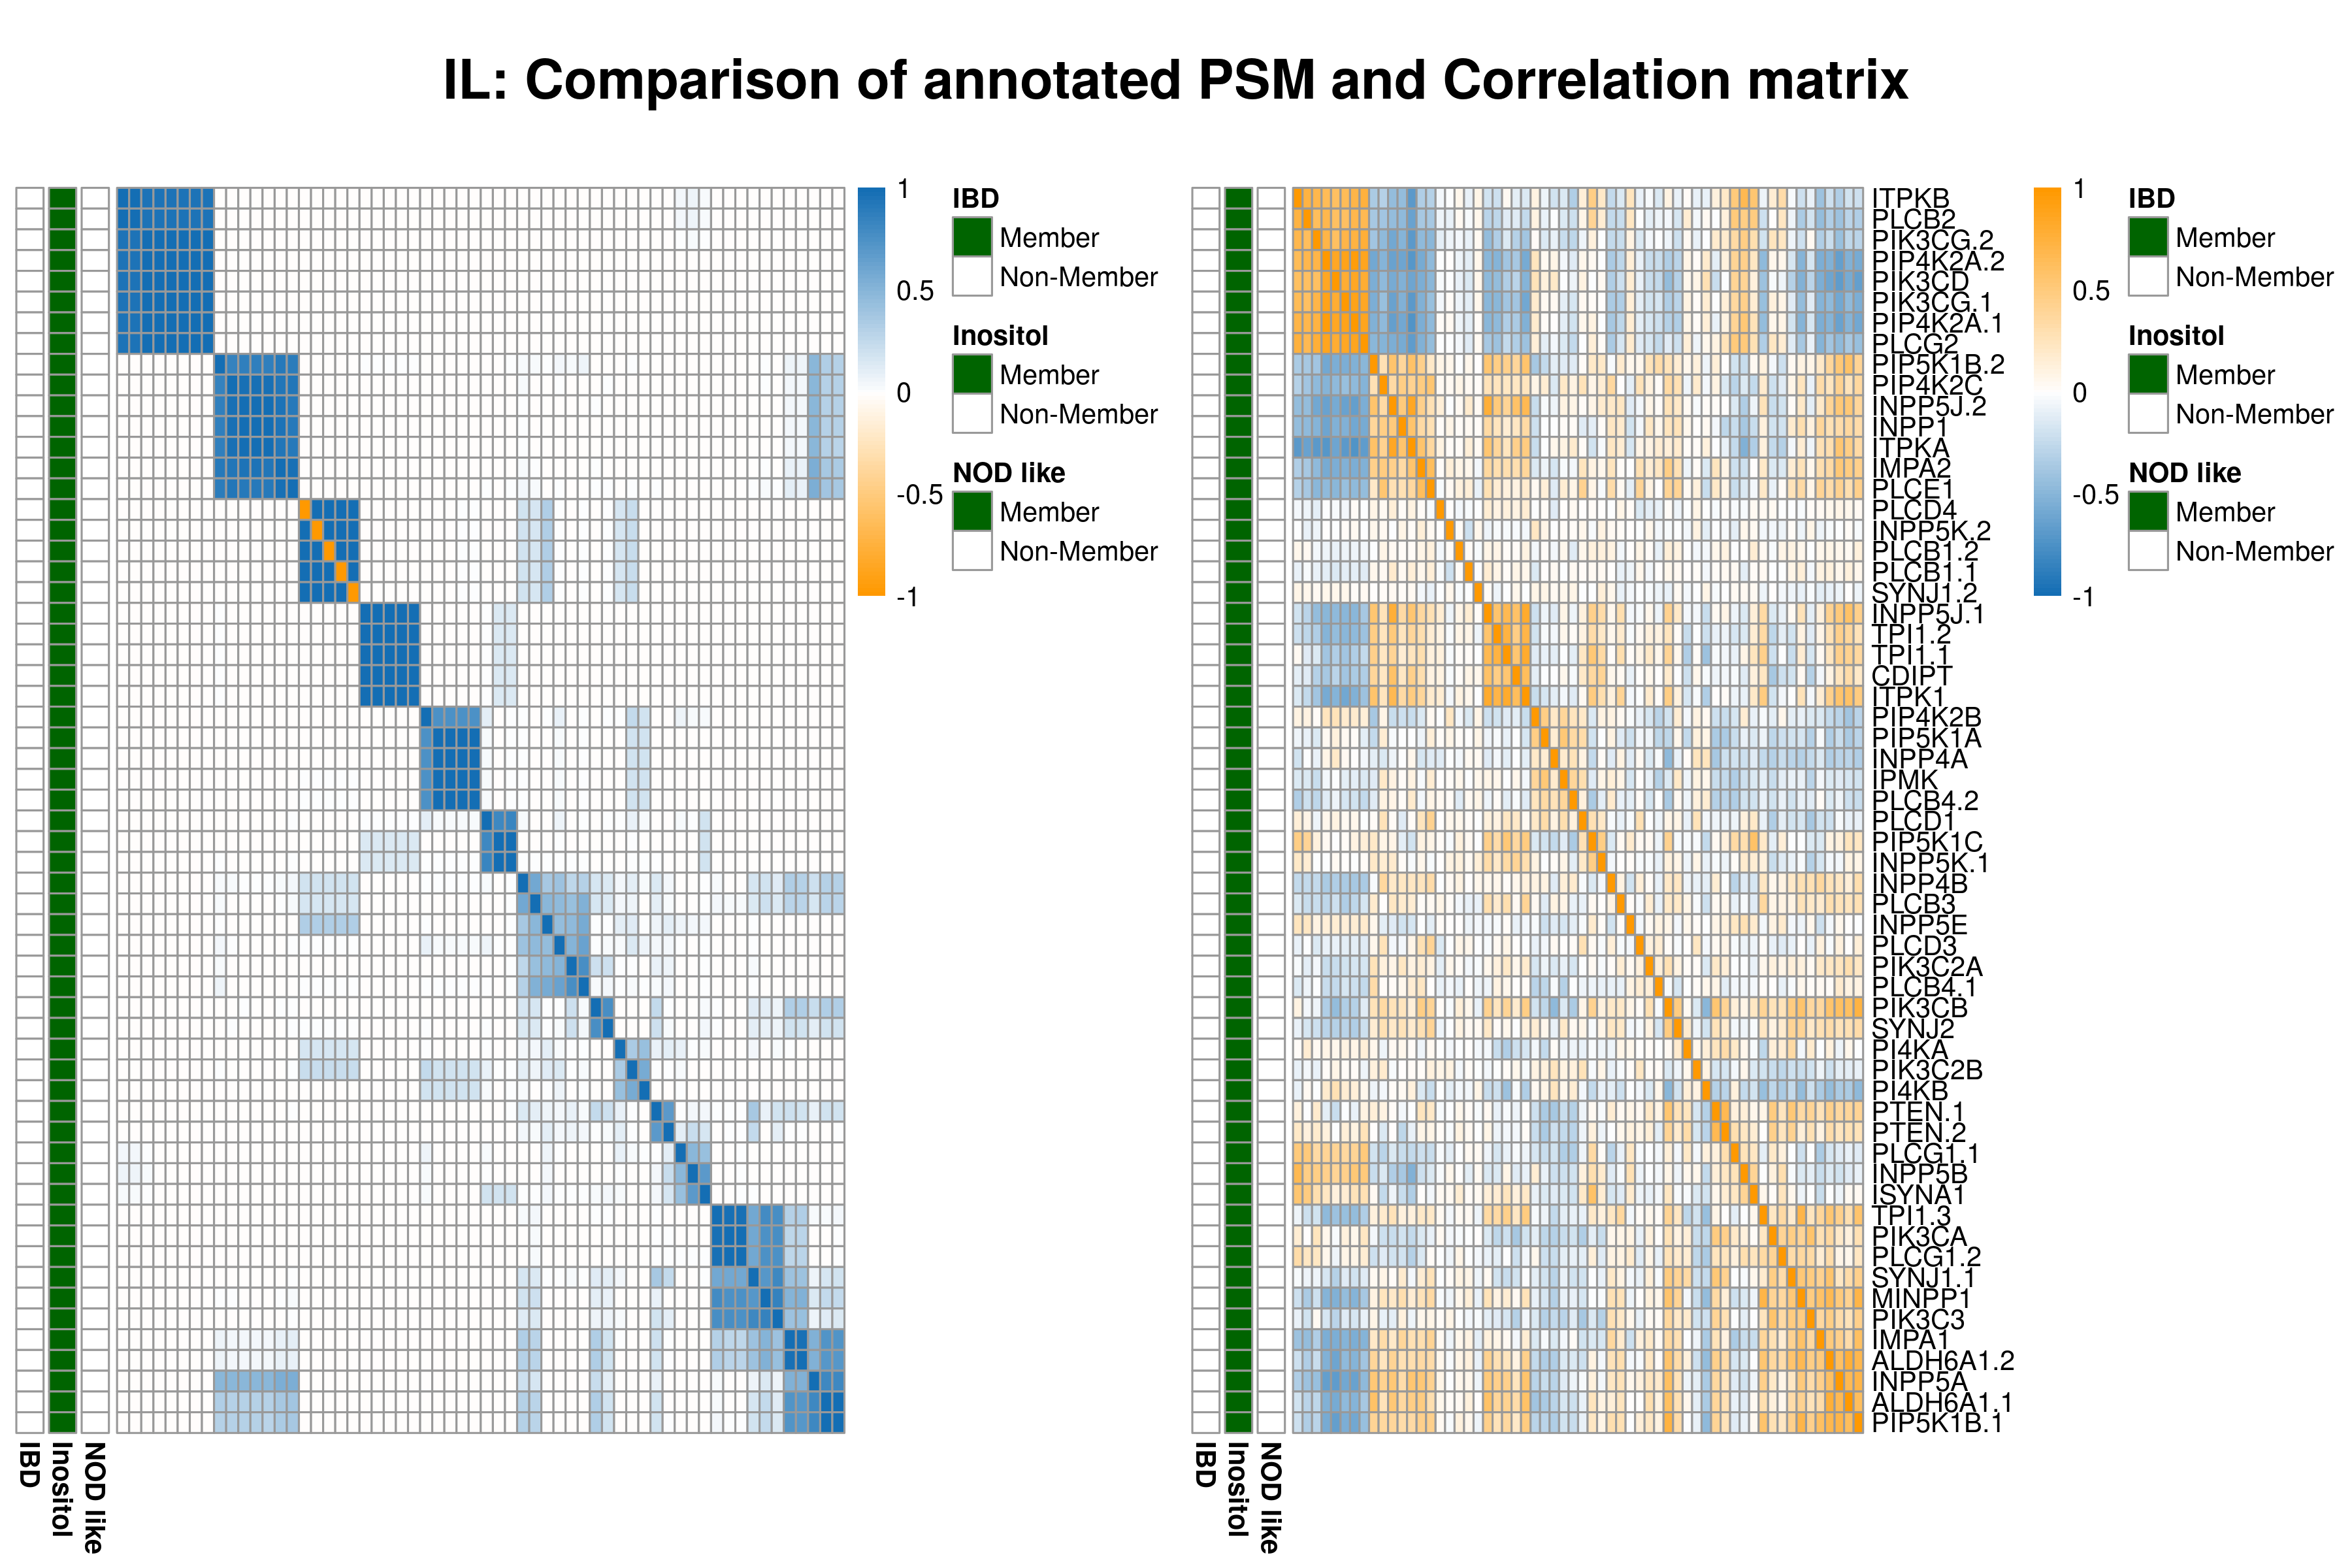 IL: Comparison of annotated PSM and Correlation matrix
1
0.5
0
-0.5
-1
IBD
Member
Non-Member
Inositol
Member
Non-Member
NOD like
Member
Non-Member
IBD
Inositol
NOD like
ITPKB
PLCB2
PIK3CG.2
PIP4K2A.2
PIK3CD
PIK3CG.1
PIP4K2A.1
PLCG2
PIP5K1B.2
PIP4K2C
INPP5J.2
INPP1
ITPKA
IMPA2
PLCE1
PLCD4
INPP5K.2
PLCB1.2
PLCB1.1
SYNJ1.2
INPP5J.1
TPI1.2
TPI1.1
CDIPT
ITPK1
PIP4K2B
PIP5K1A
INPP4A
IPMK
PLCB4.2
PLCD1
PIP5K1C
INPP5K.1
INPP4B
PLCB3
INPP5E
PLCD3
PIK3C2A
PLCB4.1
PIK3CB
SYNJ2
PI4KA
PIK3C2B
PI4KB
PTEN.1
PTEN.2
PLCG1.1
INPP5B
ISYNA1
TPI1.3
PIK3CA
PLCG1.2
SYNJ1.1
MINPP1
PIK3C3
IMPA1
ALDH6A1.2
INPP5A
ALDH6A1.1
PIP5K1B.1
1
0.5
0
-0.5
-1
IBD
Member
Non-Member
Inositol
Member
Non-Member
NOD like
Member
Non-Member
IBD
Inositol
NOD like